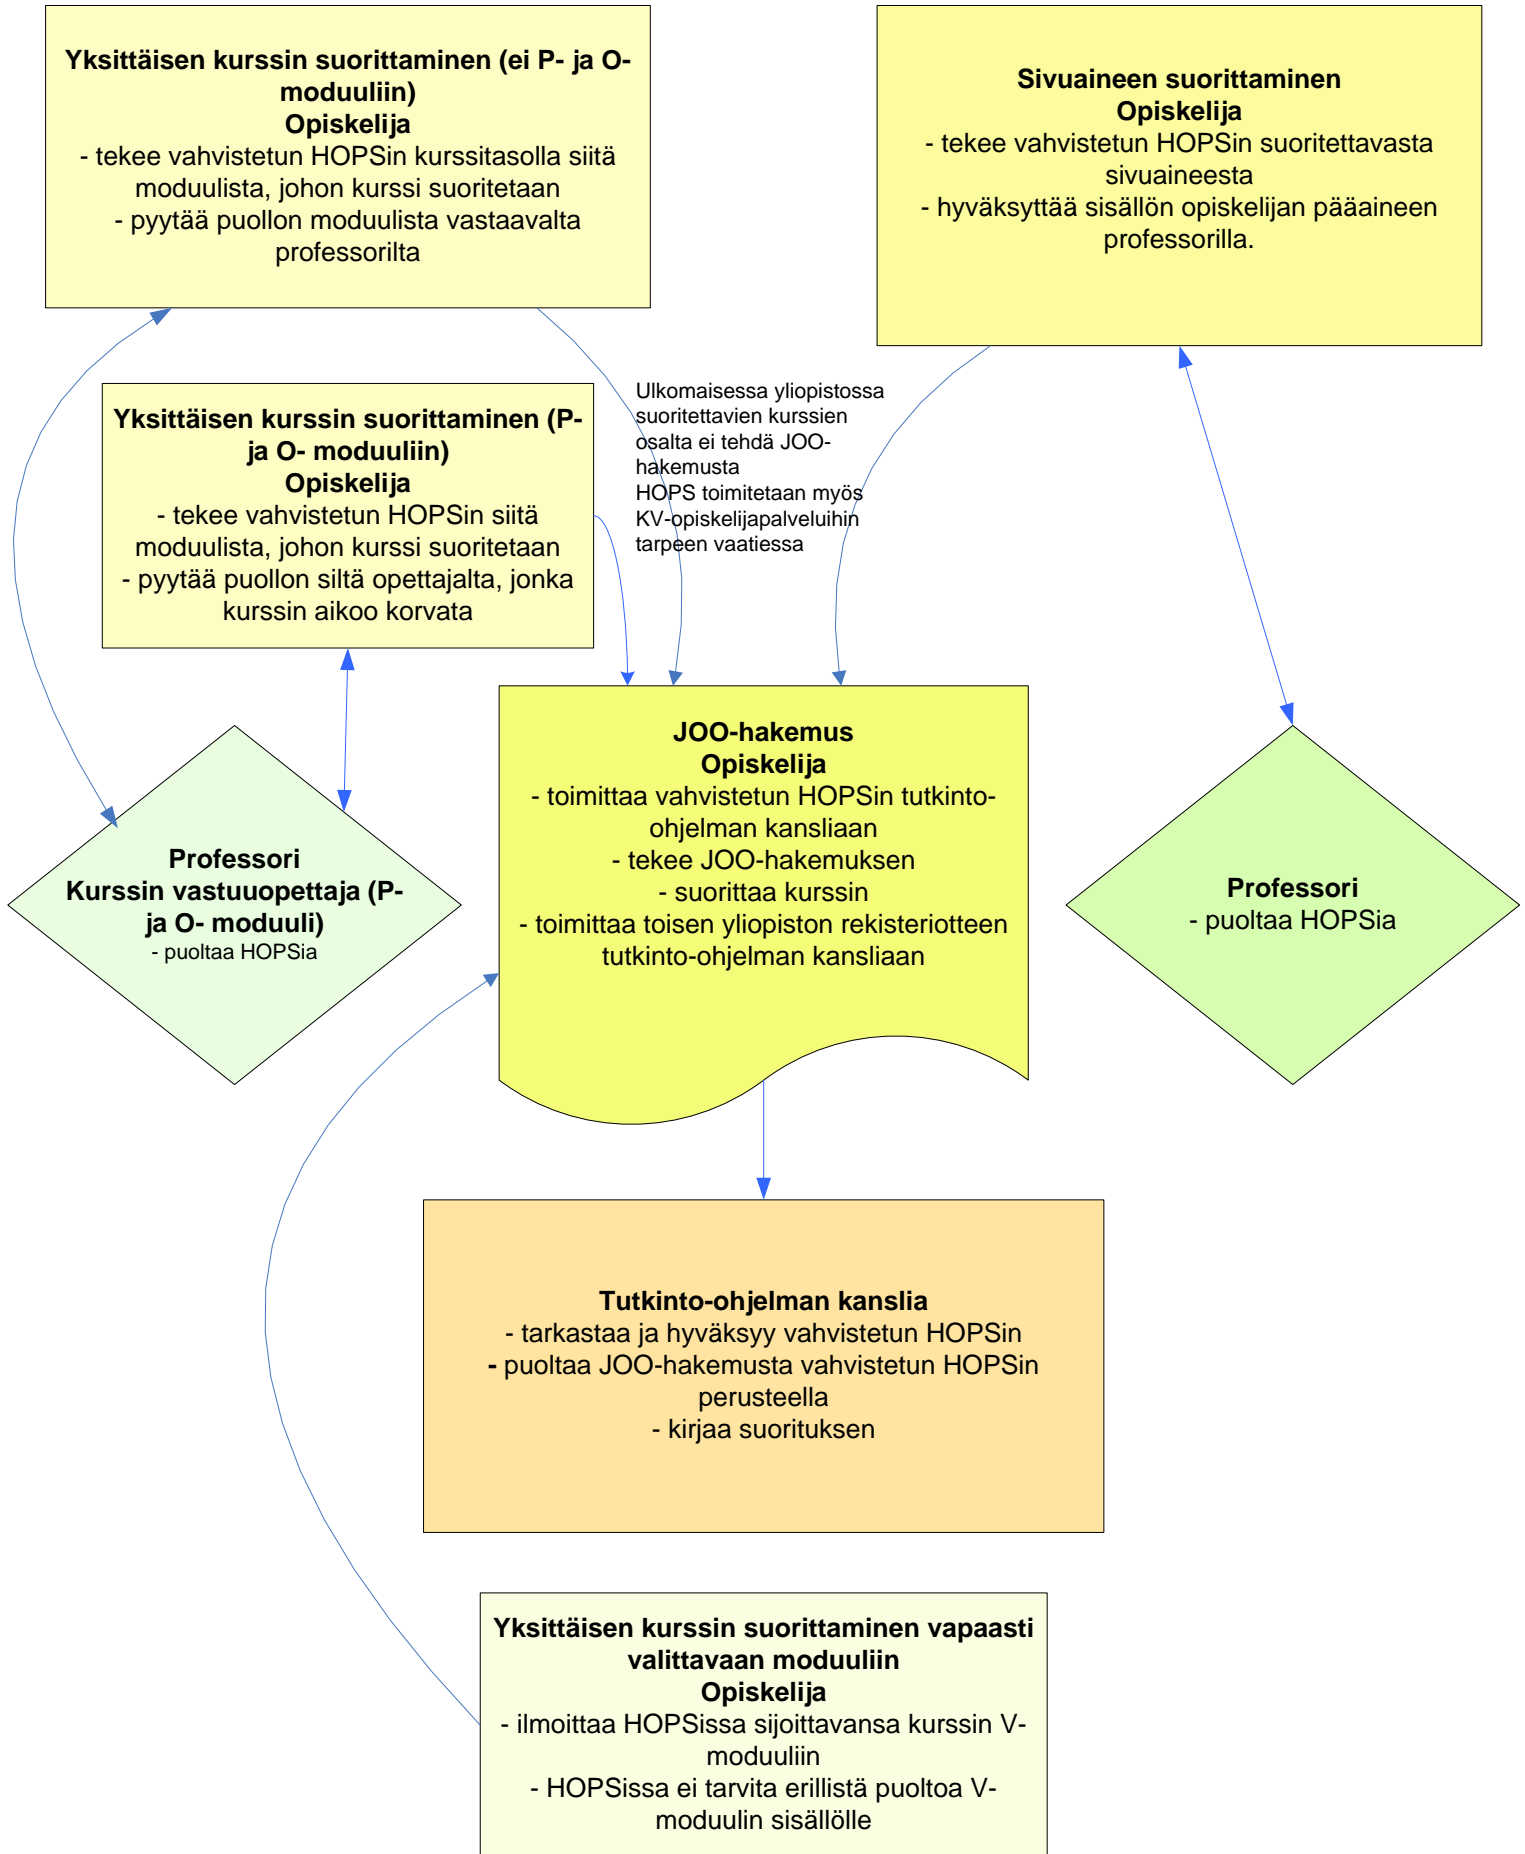 Yksittäisen kurssin suorittaminen (ei P- ja O-
moduuliin)
Opiskelija
- tekee vahvistetun HOPSin kurssitasolla siitä
moduulista, johon kurssi suoritetaan
- pyytää puollon moduulista vastaavalta
professorilta
Sivuaineen suorittaminen
Opiskelija
- tekee vahvistetun HOPSin suoritettavasta
sivuaineesta
- hyväksyttää sisällön opiskelijan pääaineen
professorilla.
Yksittäisen kurssin suorittaminen (P-
ja O- moduuliin)
Opiskelija
- tekee vahvistetun HOPSin siitä
moduulista, johon kurssi suoritetaan
- pyytää puollon siltä opettajalta, jonka
kurssin aikoo korvata
Ulkomaisessa yliopistossa
suoritettavien kurssien
osalta ei tehdä JOO-
hakemusta
HOPS toimitetaan myös
KV-opiskelijapalveluihin
tarpeen vaatiessa
Professori
Kurssin vastuuopettaja (P-
ja O- moduuli)
- puoltaa HOPSia
JOO-hakemus
Opiskelija
- toimittaa vahvistetun HOPSin tutkinto-
ohjelman kansliaan
- tekee JOO-hakemuksen
- suorittaa kurssin
- toimittaa toisen yliopiston rekisteriotteen
tutkinto-ohjelman kansliaan
Professori
- puoltaa HOPSia
Tutkinto-ohjelman kanslia
- tarkastaa ja hyväksyy vahvistetun HOPSin
- puoltaa JOO-hakemusta vahvistetun HOPSin
perusteella
- kirjaa suorituksen
Yksittäisen kurssin suorittaminen vapaasti
valittavaan moduuliin
Opiskelija
- ilmoittaa HOPSissa sijoittavansa kurssin V-
moduuliin
- HOPSissa ei tarvita erillistä puoltoa V-
moduulin sisällölle